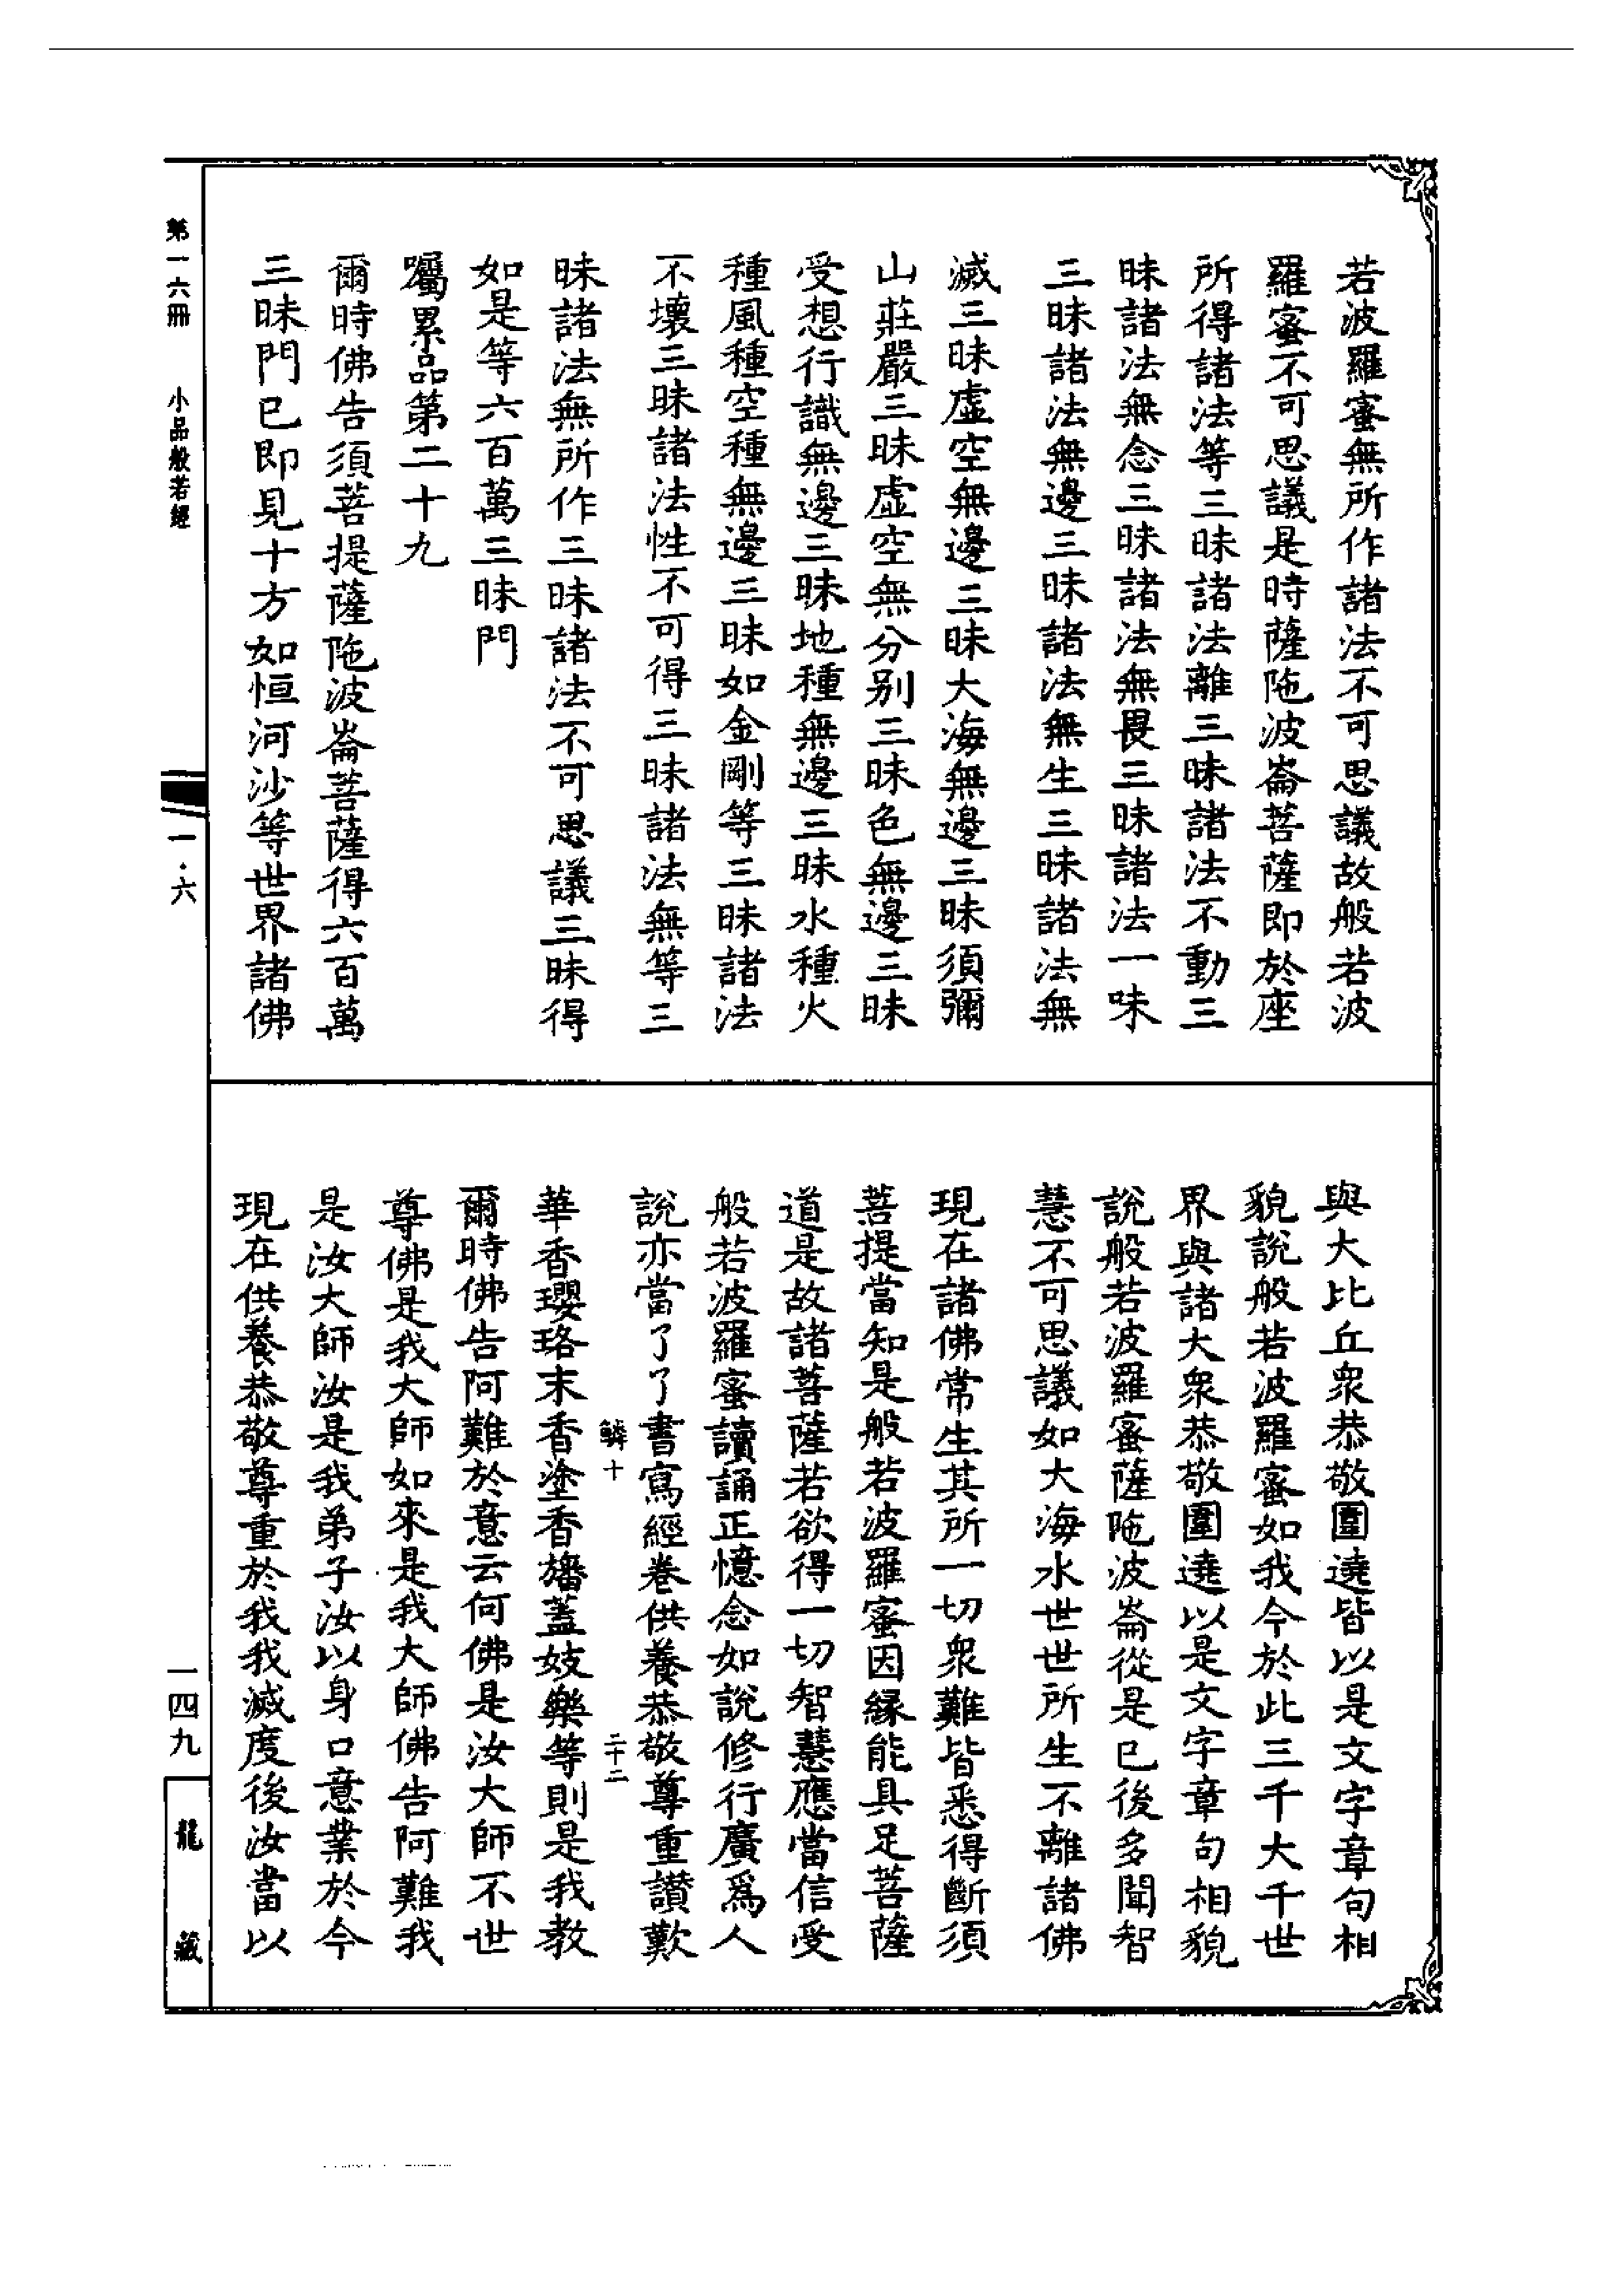 若波羅蜜無所作諸法不可思議故般若波
羅蜜不可思議是時薩陁波崙菩薩即於座
所得諸法等三昧諸法離三昧諸法不動三
昧諸法無念三昧諸法無畏三昧諸法一味
三昧諸法無邊三昧諸法無生三昧諸法無
滅三昧虛空無邊三昧大海無邊三昧須彌
山莊嚴三昧虛空無分別三昧色無邊三昧
受想行識無邊三昧地種無邊三昧水種火
種風種空種無邊三昧如金剛等三昧諸法
不壞三昧諸法性不可得三昧諸法無等三
昧諸法無所作三昧諸法不可思議三昧得
如是等六百萬三昧門
囑累品第二十九
爾時佛告須菩提薩陁波崙菩薩得六百萬
三昧門已即見十方如恒河沙等世界諸佛
與大比丘衆恭敬圍遶皆以是文字章句相
貌說般若波羅蜜如我今於此三千大千世
界與諸大衆恭敬圍遶以是文字章句相貌
說般若波羅蜜薩陁波崙從是已後多聞智
慧不可思議如大海水世世所生不離諸佛
現在諸佛常生其所一切衆難皆悉得斷須
菩提當知是般若波羅蜜因緣能具足菩薩
道是故諸菩薩若欲得一切智慧應當信受
般若波羅蜜讀誦正憶念如說修行廣爲人
說亦當了了書寫經卷供養恭敬尊重讚歎
鱗十 二十二
華香瓔珞末香塗香旛蓋妓樂等則是我教
爾時佛告阿難於意云何佛是汝大師不世
尊佛是我大師如來是我大師佛告阿難我
是汝大師汝是我弟子汝以身口意業於今
現在供養恭敬尊重於我我滅度後汝當以
第一六冊 小品般若經
一·六
一四九
龍藏